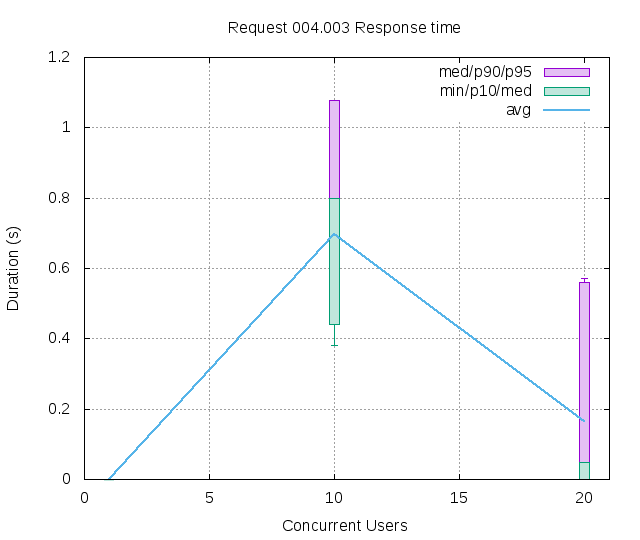 Request 004.003 Response time
1.2
1
0.8
0.6
0.4
0.2
0
Duration (s)
med/p90/p95
min/p10/med
avg
0 5 10 15 20
Concurrent Users